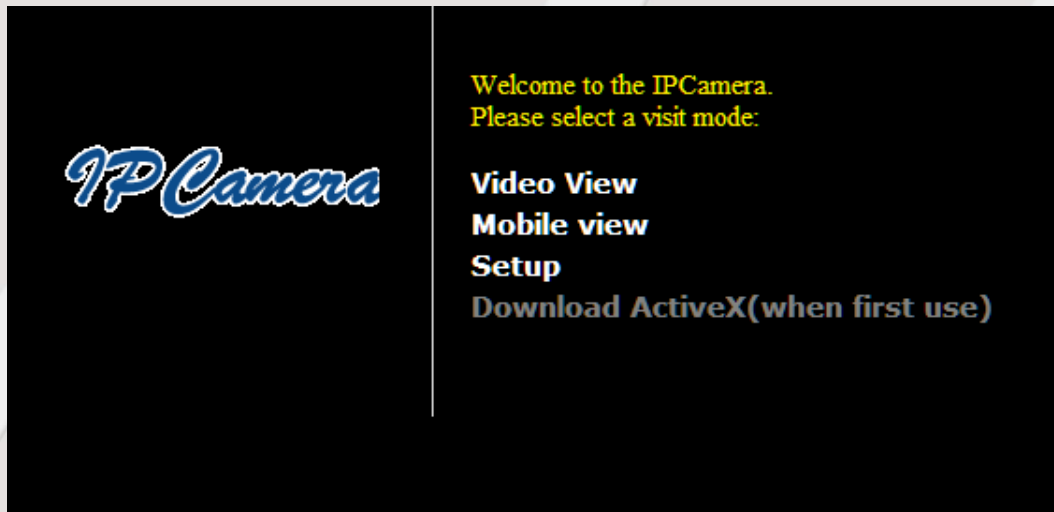 IPCamera
Welcome to the IPCamera.
Please select a visit mode:
Video View
Mobile view
Setup
Download ActiveX(when first use)